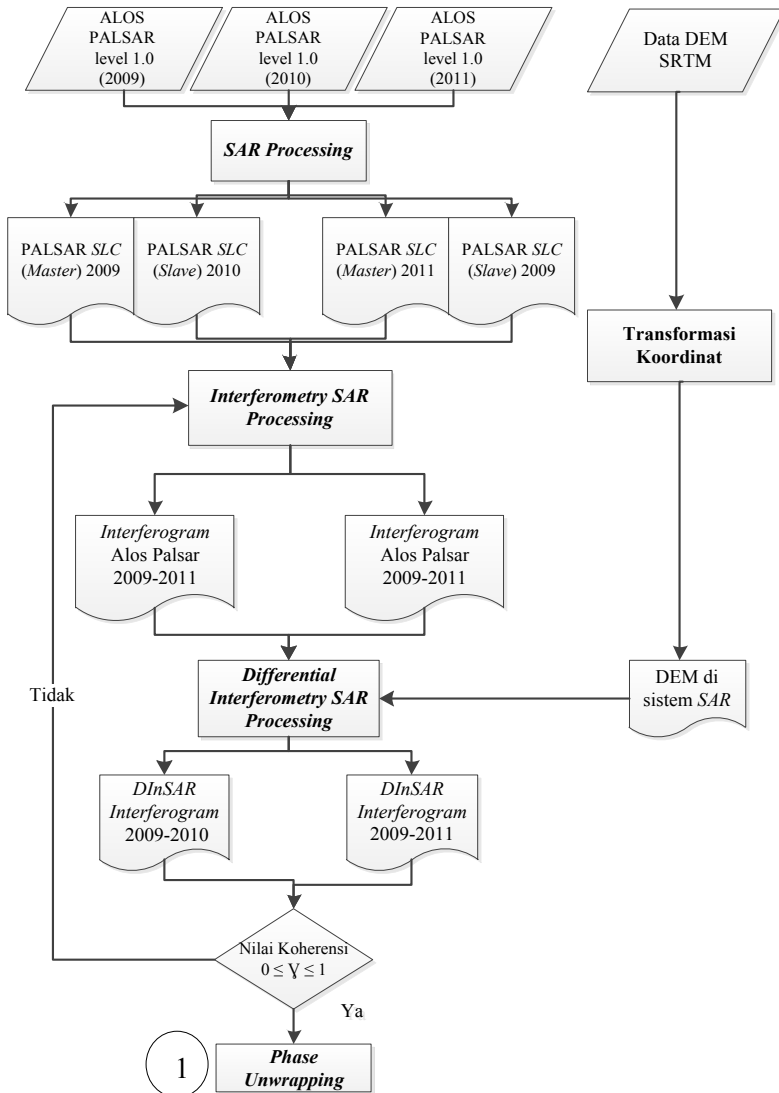 ALOS
PALSAR
level 1.0
(2009)
ALOS
PALSAR
level 1.0
(2010)
ALOS
PALSAR
level 1.0
(2011)
Data DEM
SRTM
SAR Processing
PALSAR SLC
(Master) 2009
PALSAR SLC
(Slave) 2010
PALSAR SLC
(Master) 2011
PALSAR SLC
(Slave) 2009
Transformasi
Koordinat
Interferometry SAR
Processing
Interferogram
Alos Palsar
2009-2011
Interferogram
Alos Palsar
2009-2011
Differential
Interferometry SAR
Processing
DEM di
sistem SAR
Tidak
DInSAR
Interferogram
2009-2010
DInSAR
Interferogram
2009-2011
Nilai Koherensi
0 ≤ Ɣ ≤ 1
Ya
1
Phase
Unwrapping